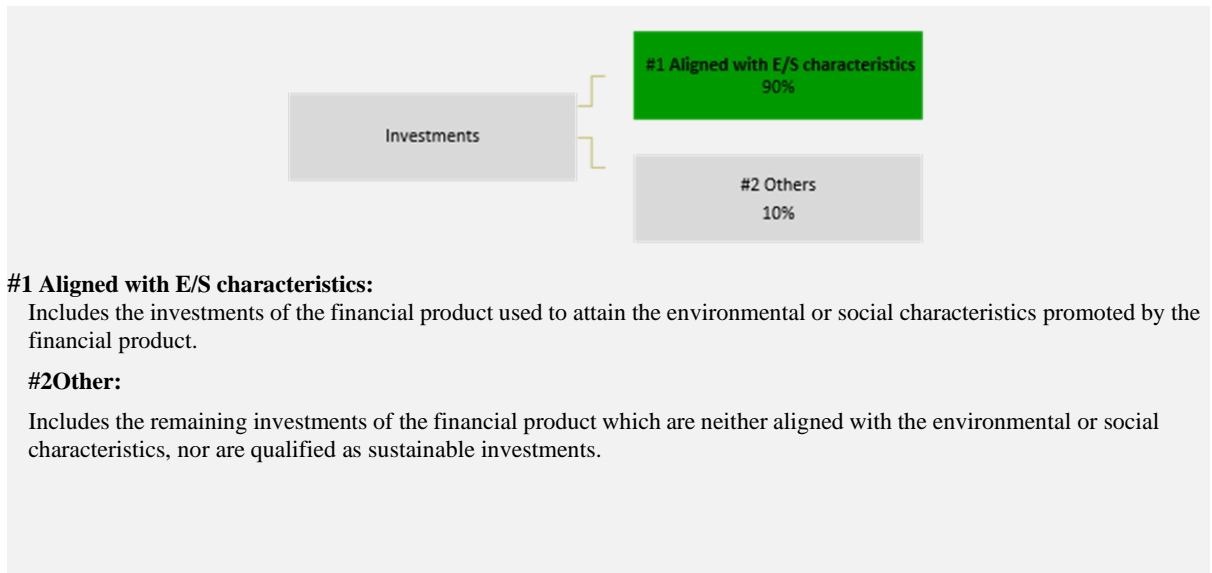 #1 Aligned with E/S characteristics
90%
Investments
#2 Others
10%
#1 Aligned with E/S characteristics:
Includes the investments of the financial product used to attain the environmental or social characteristics promoted by the
financial product.
#2Other:
Includes the remaining investments of the financial product which are neither aligned with the environmental or social
characteristics, nor are qualified as sustainable investments.